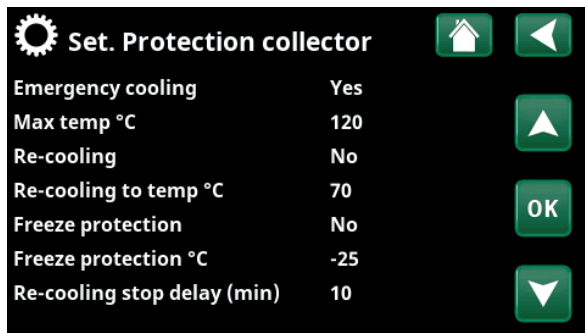 Set. Protection collector
Emergency cooling Yes
Max temp °C 120
Re-cooling No
Re-cooling to temp °C 70
Freeze protection No
Freeze protection °C -25
Re-cooling stop delay (min) 10
OK